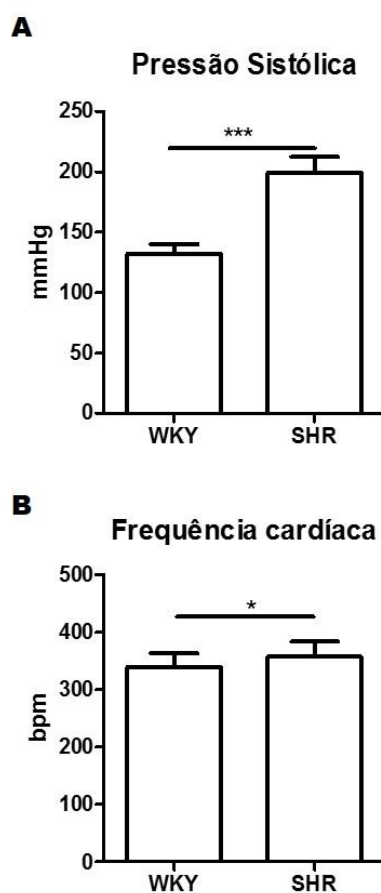 A
Pressão Sistólica
250
200
150
100
50
0
mmHg
***
WKY SHR
B
Frequência cardíaca
500
400
300
200
100
0
bpm
*
WKY SHR